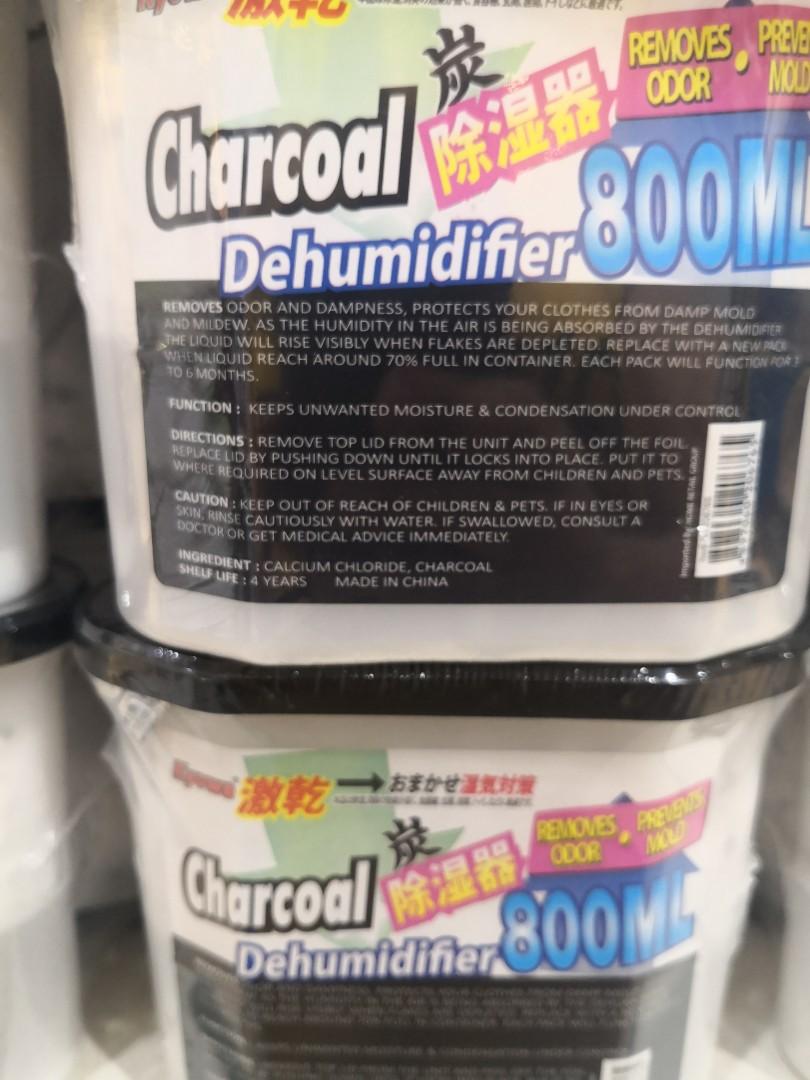 激乾
炭
除湿器
REMOVES ODOR
PREVE
MOLD
Charcoal
Dehumidifier
800ML
REMOVES ODOR AND DAMPNESS, PROTECTS YOUR CLOTHES FROM DAMP MOLD
AND MILDEW. AS THE HUMIDITY IN THE AIR IS BEING ABSORBED BY THE DEHUMIDIFIER
THE LIQUID WILL RISE VISIBLY WHEN FLAKES ARE DEPLETED. REPLACE WITH A NEW PACK
WHEN LIQUID REACH AROUND 70% FULL IN CONTAINER. EACH PACK WILL FUNCTION FOR 3
TO 6 MONTHS.
FUNCTION : KEEPS UNWANTED MOISTURE & CONDENSATION UNDER CONTROL
DIRECTIONS : REMOVE TOP LID FROM THE UNIT AND PEEL OFF THE FOIL.
REPLACE LID BY PUSHING DOWN UNTIL IT LOCKS INTO PLACE. PUT IT TO
WHERE REQUIRED ON LEVEL SURFACE AWAY FROM CHILDREN AND PETS.
CAUTION : KEEP OUT OF REACH OF CHILDREN & PETS. IF IN EYES OR
SKIN, RINSE CAUTIOUSLY WITH WATER. IF SWALLOWED, CONSULT A
DOCTOR OR GET MEDICAL ADVICE IMMEDIATELY.
INGREDIENT : CALCIUM CHLORIDE, CHARCOAL
SHELF LIFE : 4 YEARS MADE IN CHINA
Imported by: HOME RETAIL GROUP
激乾→おまかせ湿気対策
炭
除湿器
REMOVES ODOR
PREVENTS MOLD
Charcoal
Dehumidifier
800ML